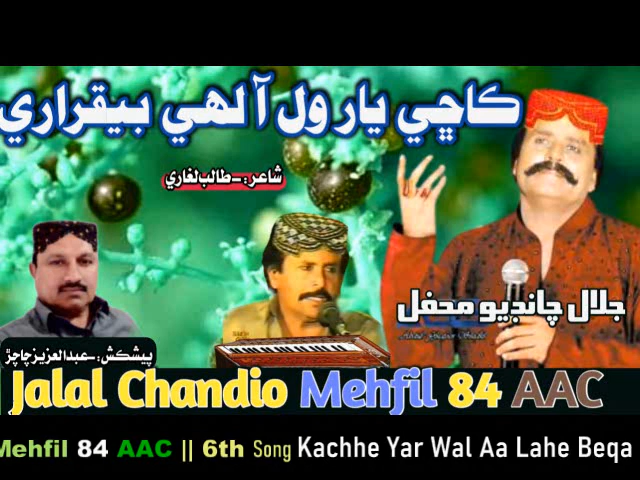 ڪاڇي يار ول آ لهي بيقراري
شاعر:-طالب لغاري
جلال چانڊيو محفل
پيشڪش:-عبدالعزيز چاچڙ
Jalal Chandio Mehfil 84 AAC
Mehfil 84 AAC || 6th Song Kachhe Yar Wal Aa Lahe Beqa